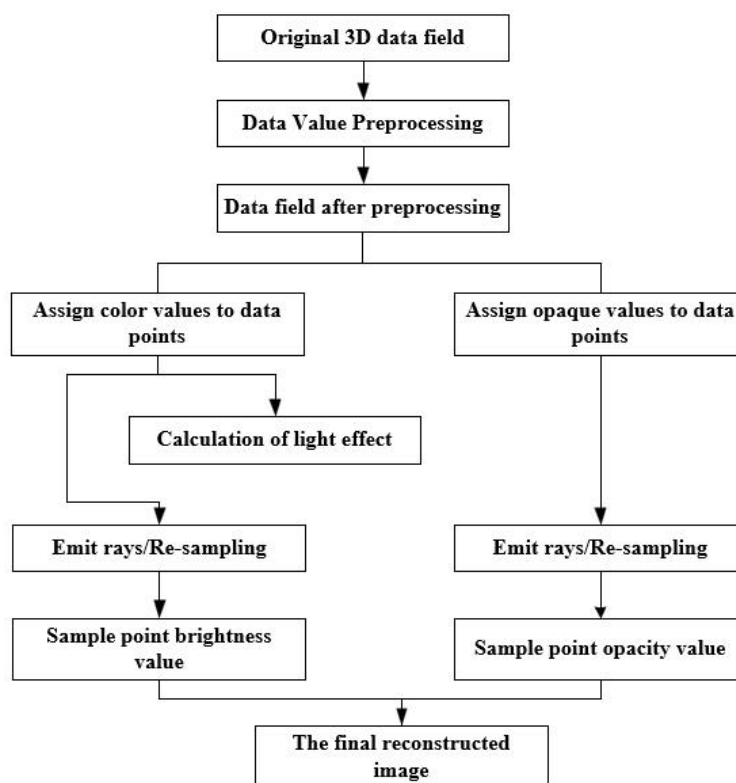 Original 3D data field
Data Value Preprocessing
Data field after preprocessing
Assign color values to data
points
Assign opaque values to data
points
Calculation of light effect
Emit rays/Re-sampling
Emit rays/Re-sampling
Sample point brightness
value
Sample point opacity value
The final reconstructed
image